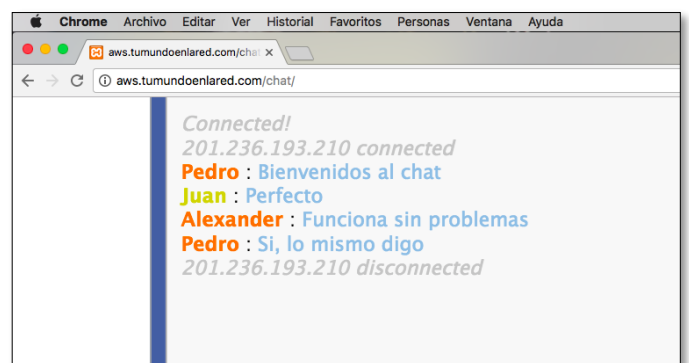 Chrome Archivo Editar Ver Historial Favoritos Personas Ventana Ayuda
aws.tumundoenlared.com/chat
aws.tumundoenlared.com/chat/
Connected!
201.236.193.210 connected
Pedro : Bienvenidos al chat
Juan : Perfecto
Alexander : Funciona sin problemas
Pedro : Si, lo mismo digo
201.236.193.210 disconnected